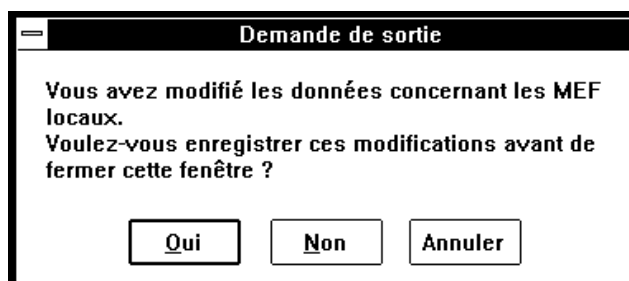 Demande de sortie
Vous avez modifié les données concernant les MEF
locaux.
Voulez-vous enregistrer ces modifications avant de
fermer cette fenêtre ?
Oui Non Annuler